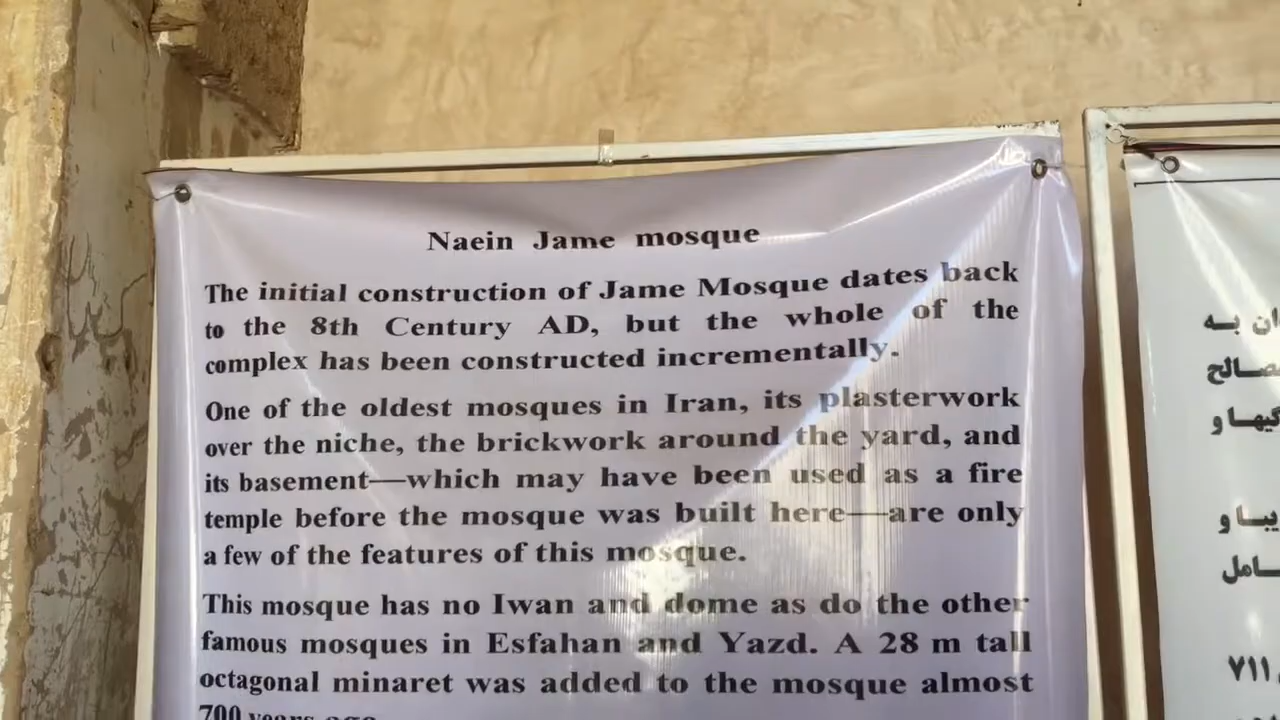 Naein Jame mosque
The initial construction of Jame Mosque dates back
to the 8th Century AD, but the whole of the
complex has been constructed incrementally.
One of the oldest mosques in Iran, its plasterwork
over the niche, the brickwork around the yard, and
its basement—which may have been used as a fire
temple before the mosque was built here—are only
a few of the features of this mosque.
This mosque has no Iwan and dome as do the other
famous mosques in Esfahan and Yazd. A 28 m tall
octagonal minaret was added to the mosque almost
700 years ago
ان به
گیها و
یبا و
۷۱۱